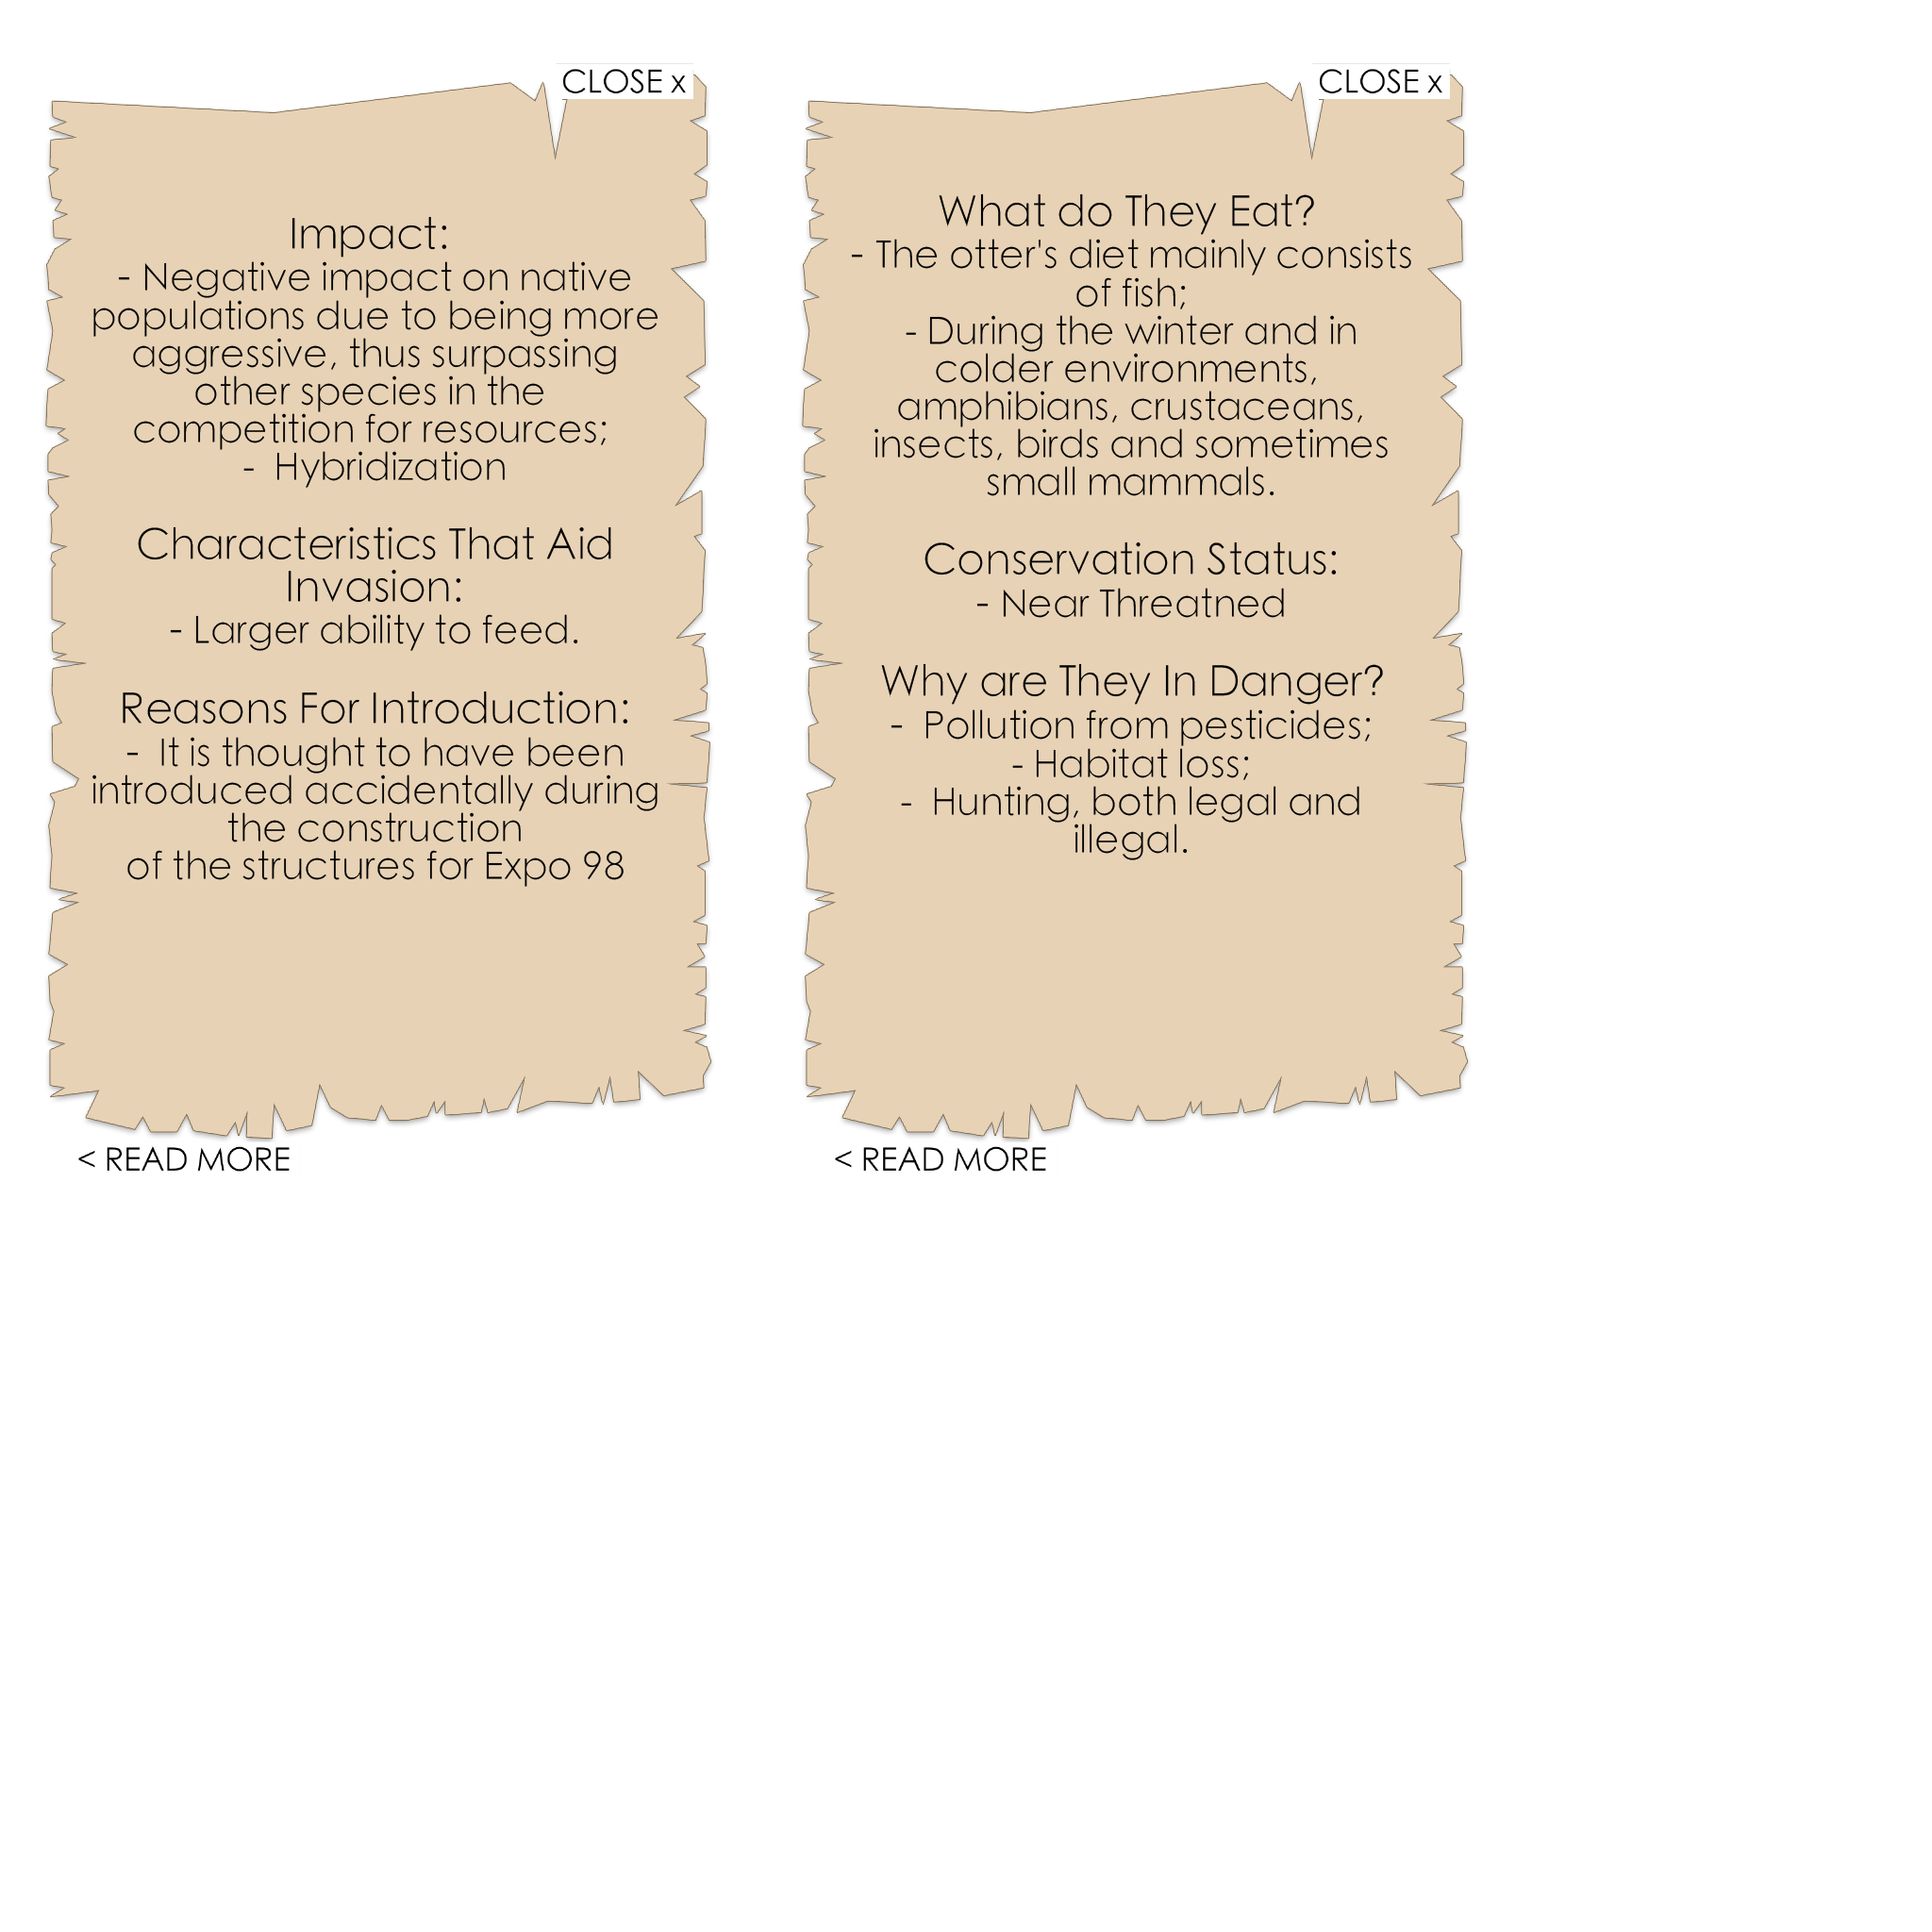 CLOSE x
Impact:
- Negative impact on native
populations due to being more
aggressive, thus surpassing
other species in the
competition for resources;
- Hybridization
Characteristics That Aid
Invasion:
- Larger ability to feed.
Reasons For Introduction:
- It is thought to have been
introduced accidentally during
the construction
of the structures for Expo 98
< READ MORE
CLOSE x
What do They Eat?
- The otter's diet mainly consists
of fish;
- During the winter and in
colder environments,
amphibians, crustaceans,
insects, birds and sometimes
small mammals.
Conservation Status:
- Near Threatned
Why are They In Danger?
- Pollution from pesticides;
- Habitat loss;
- Hunting, both legal and
illegal.
< READ MORE